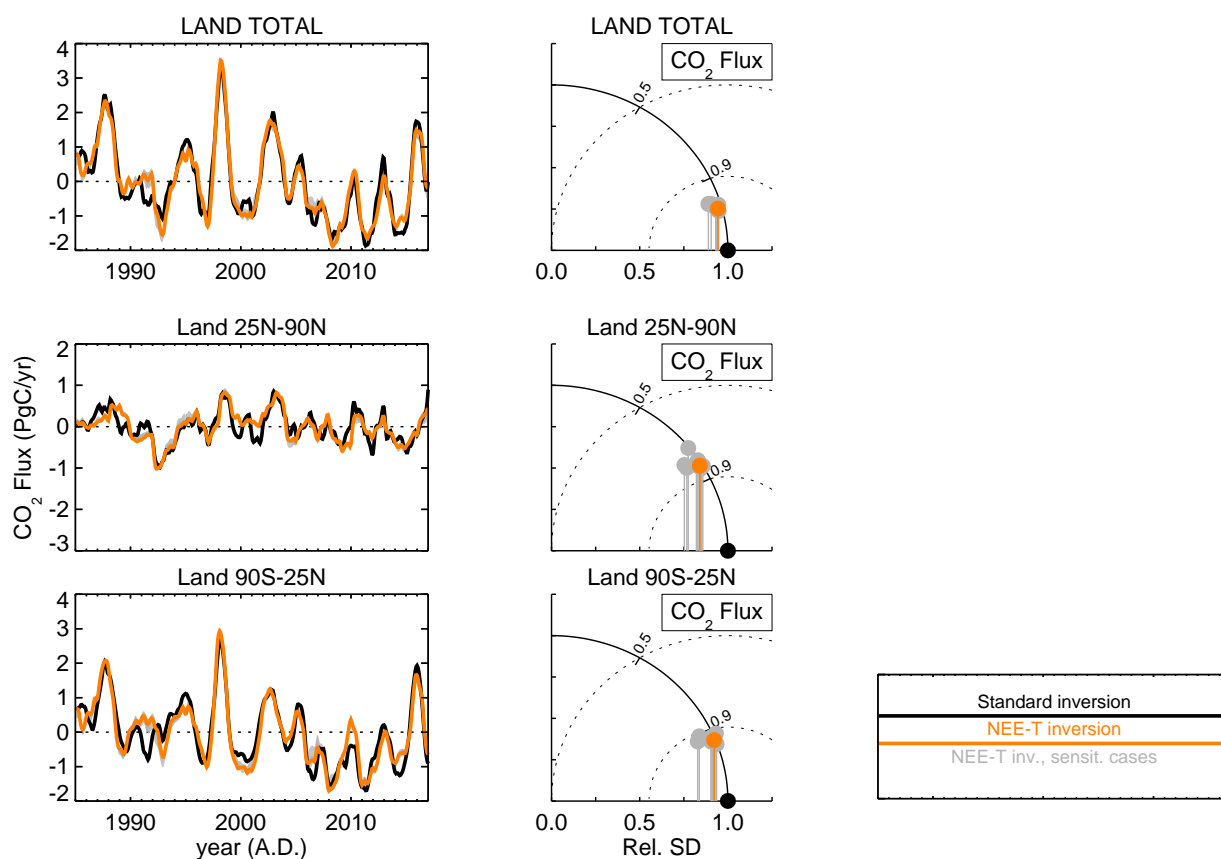 LAND TOTAL
4
3
2
1
0
-1
-2
1990 2000 2010
LAND TOTAL
CO2 Flux
0.5
0.9
0.0 0.5 1.0
Land 25N-90N
CO2 Flux (PgC/yr)
2
1
0
-1
-2
-3
Land 25N-90N
CO2 Flux
0.5
0.9
Land 90S-25N
4
3
2
1
0
-1
-2
1990 2000 2010
year (A.D.)
Land 90S-25N
CO2 Flux
0.5
0.9
0.0 0.5 1.0
Rel. SD
Standard inversion
NEE-T inversion
NEE-T inv., sensit. cases